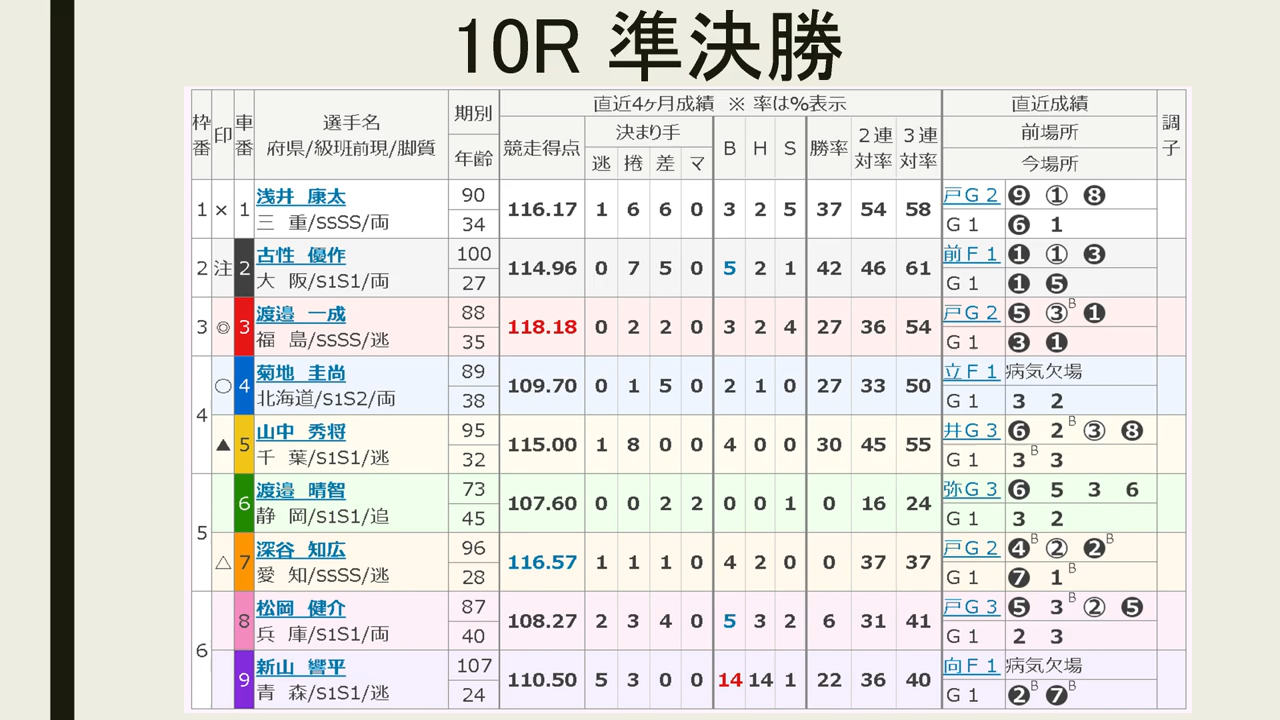 10R 準決勝
枠番 印 車番 選手名 府県/級班前現/脚質 期別 年齢 直近4ヶ月成績 ※ 率は%表示 直近成績 調子
競走得点 決まり手 B H S 勝率 2連対率 3連対率 前場所
逃 捲 差 マ 今場所
1 × 1 浅井 康太 90 116.17 1 6 6 0 3 2 5 37 54 58 戸G2 ❾ ① ❽
三 重/SSSS/両 34 G1 ❻ 1
2 注 2 古性 優作 100 114.96 0 7 5 0 5 2 1 42 46 61 前F1 ❶ ① ❸
大 阪/S1S1/両 27 G1 ❶ ❺
3 ◎ 3 渡邉 一成 88 118.18 0 2 2 0 3 2 4 27 36 54 戸G2 ❺ ③B ❶
福 島/SSSS/逃 35 G1 ❸ ❶
4 ○ 4 菊地 圭尚 89 109.70 0 1 5 0 2 1 0 27 33 50 立F1 病気欠場
北海道/S1S2/両 38 G1 3 2
▲ 5 山中 秀将 95 115.00 1 8 0 0 4 0 0 30 45 55 井G3 ❻ 2B ③ ❽
千 葉/S1S1/逃 32 G1 3B 3
5 6 渡邉 晴智 73 107.60 0 0 2 2 0 0 1 0 16 24 弥G3 ❻ 5 3 6
静 岡/S1S1/追 45 G1 3 2
△ 7 深谷 知広 96 116.57 1 1 1 0 4 2 0 0 37 37 戸G2 ❹B ② ❷B
愛 知/SSSS/逃 28 G1 ❼ 1B
6 8 松岡 健介 87 108.27 2 3 4 0 5 3 2 6 31 41 戸G3 ❺ 3B ② ❺
兵 庫/S1S1/両 40 G1 2 3
9 新山 響平 107 110.50 5 3 0 0 14 14 1 22 36 40 向F1 病気欠場
青 森/S1S1/逃 24 G1 ❷B ❼B